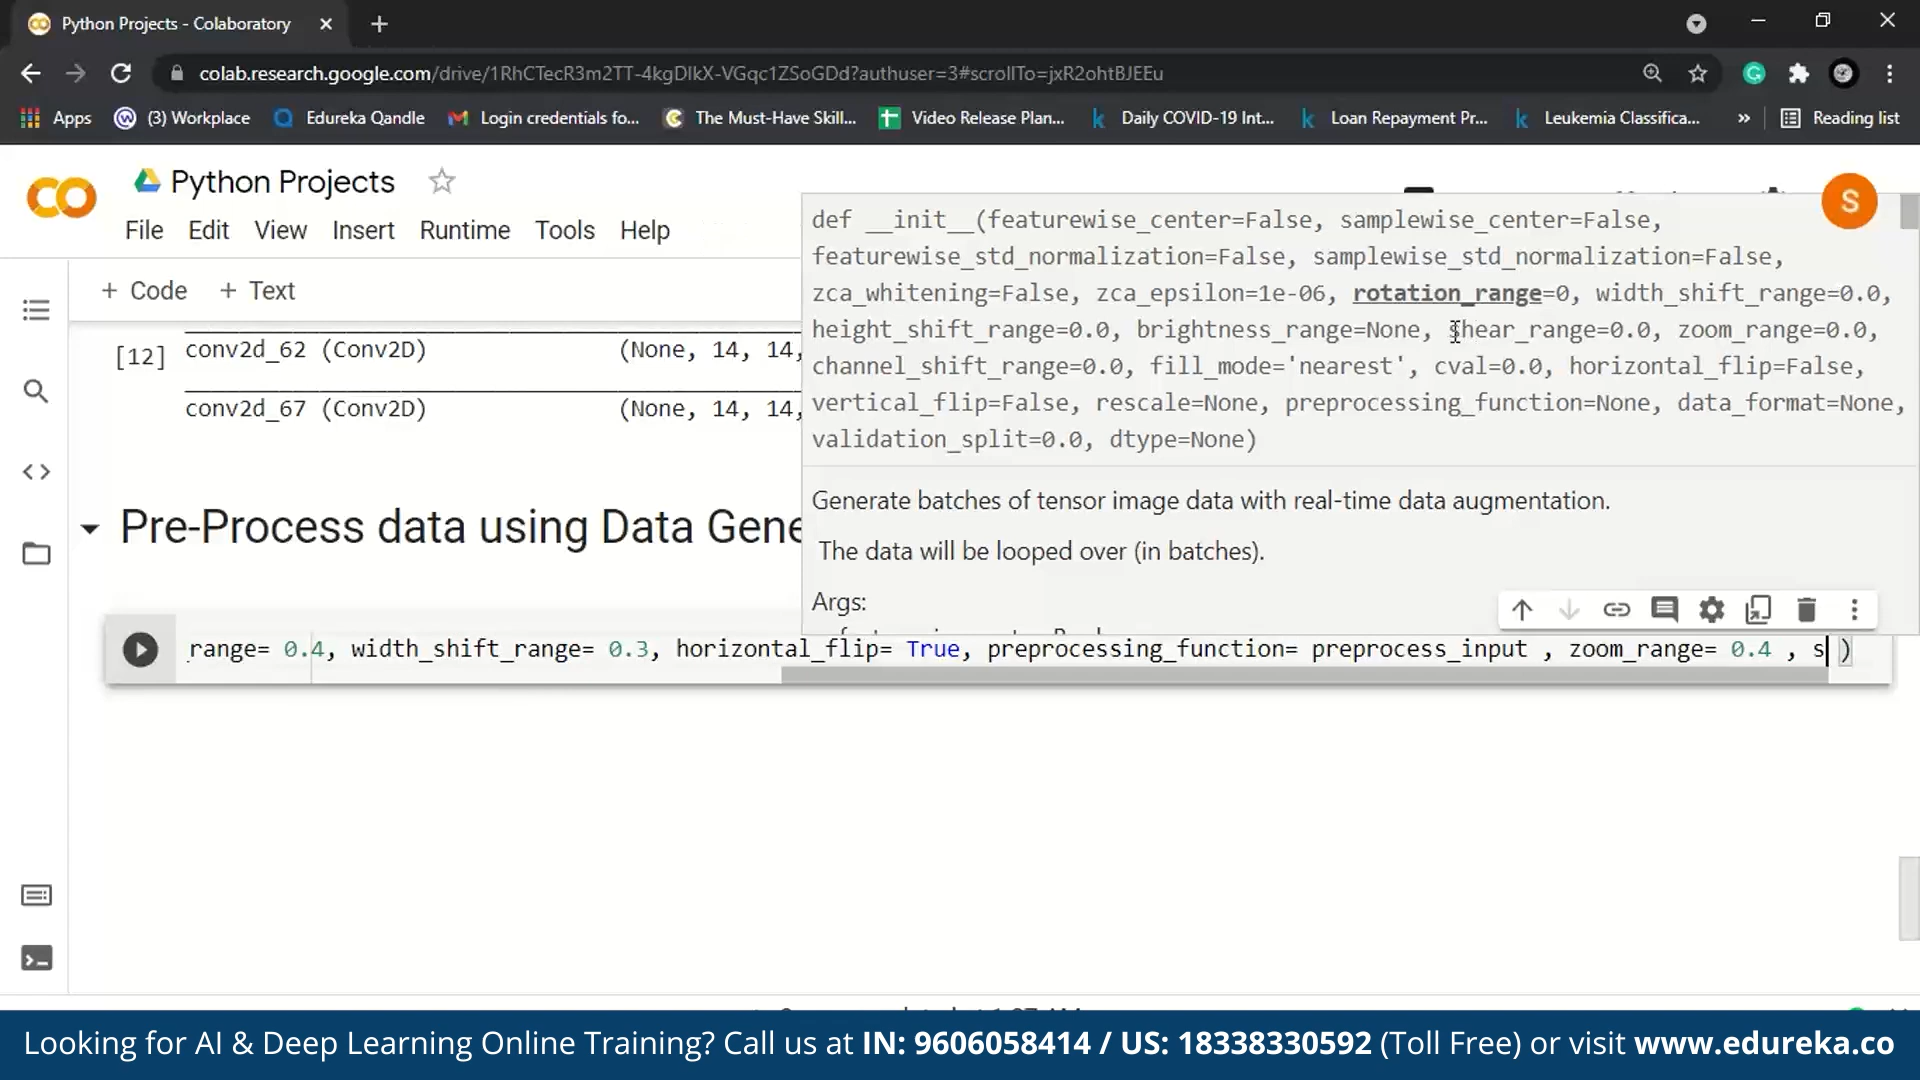 Python Projects - Colaboratory
colab.research.google.com/drive/1RhCTecR3m2TT-4kgDIkX-VGqc1ZSoGDd?authuser=3#scrollTo=jxR2ohtBJEEu
Apps (3) Workplace Edureka Qandle Login credentials fo... The Must-Have Skill... Video Release Plan... Daily COVID-19 Int... Loan Repayment Pr... Leukemia Classifica... » Reading list
Python Projects
S
File Edit View Insert Runtime Tools Help
def __init__(featurewise_center=False, samplewise_center=False,
featurewise_std_normalization=False, samplewise_std_normalization=False,
zca_whitening=False, zca_epsilon=1e-06, rotation_range=0, width_shift_range=0.0,
height_shift_range=0.0, brightness_range=None, shear_range=0.0, zoom_range=0.0,
channel_shift_range=0.0, fill_mode='nearest', cval=0.0, horizontal_flip=False,
vertical_flip=False, rescale=None, preprocessing_function=None, data_format=None,
validation_split=0.0, dtype=None)
Generate batches of tensor image data with real-time data augmentation.
The data will be looped over (in batches).
Args:
+ Code + Text
[12] conv2d_62 (Conv2D) (None, 14, 14,
conv2d_67 (Conv2D) (None, 14, 14,
Pre-Process data using Data Gene
range= 0.4, width_shift_range= 0.3, horizontal_flip= True, preprocessing_function= preprocess_input , zoom_range= 0.4 , s )
Looking for AI & Deep Learning Online Training? Call us at IN: 9606058414 / US: 18338330592 (Toll Free) or visit www.edureka.co